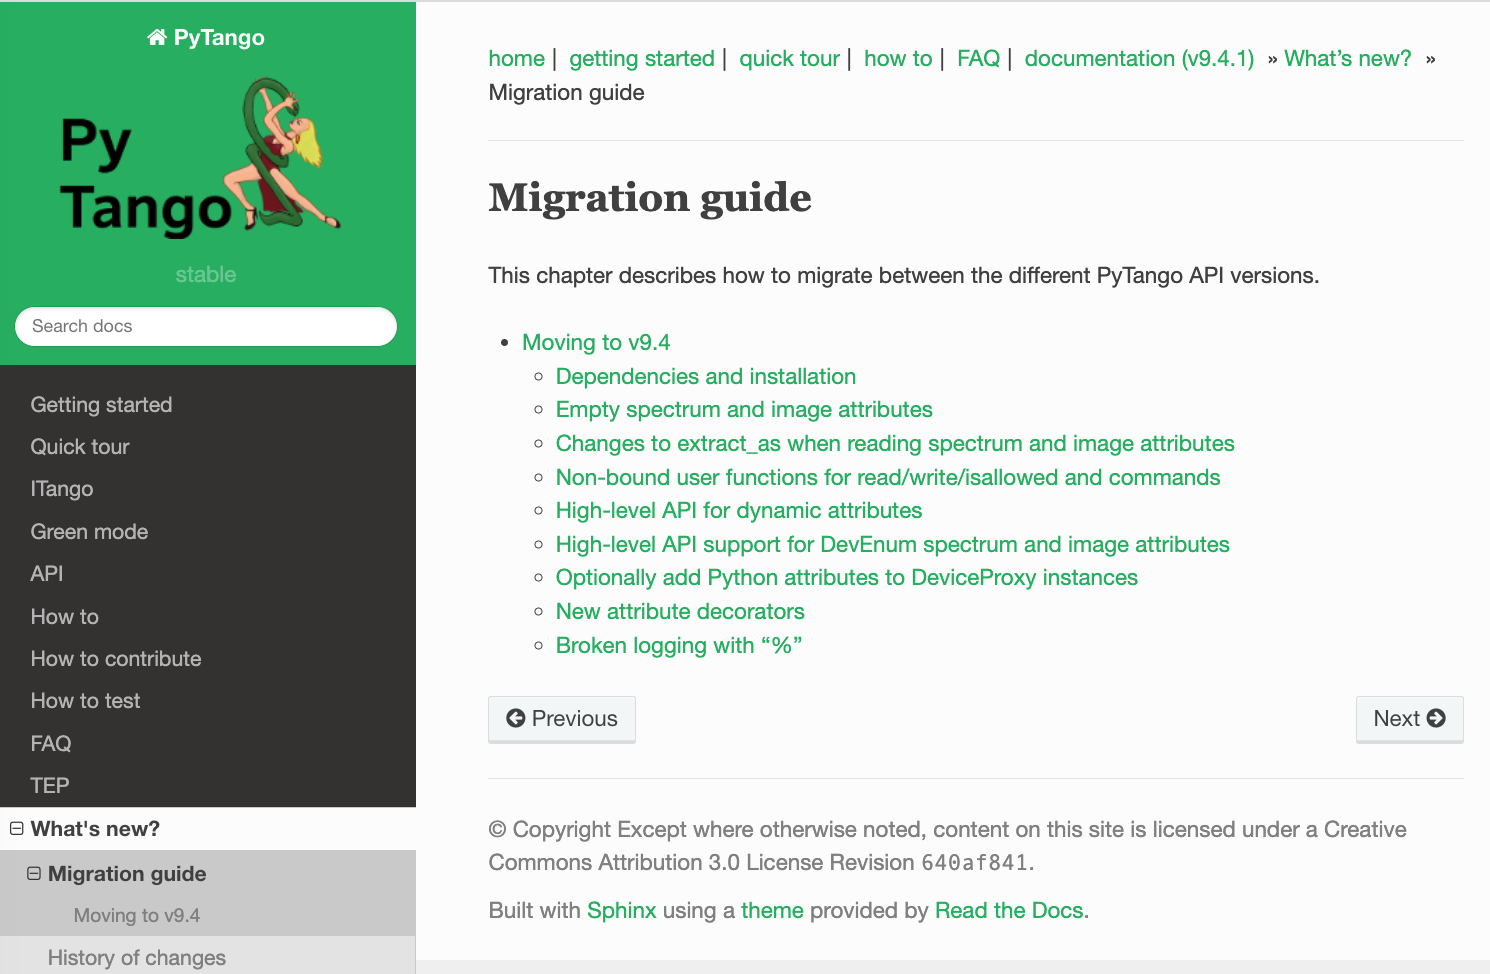 PyTango
Py
Tango
stable
Search docs
Getting started
Quick tour
ITango
Green mode
API
How to
How to contribute
How to test
FAQ
TEP
What's new?
Migration guide
Moving to v9.4
History of changes
home | getting started | quick tour | how to | FAQ | documentation (v9.4.1) » What’s new? »
Migration guide
Migration guide
This chapter describes how to migrate between the different PyTango API versions.
• Moving to v9.4
◦ Dependencies and installation
◦ Empty spectrum and image attributes
◦ Changes to extract_as when reading spectrum and image attributes
◦ Non-bound user functions for read/write/isallowed and commands
◦ High-level API for dynamic attributes
◦ High-level API support for DevEnum spectrum and image attributes
◦ Optionally add Python attributes to DeviceProxy instances
◦ New attribute decorators
◦ Broken logging with “%”
Previous
Next
© Copyright Except where otherwise noted, content on this site is licensed under a Creative
Commons Attribution 3.0 License Revision 640af841.
Built with Sphinx using a theme provided by Read the Docs.